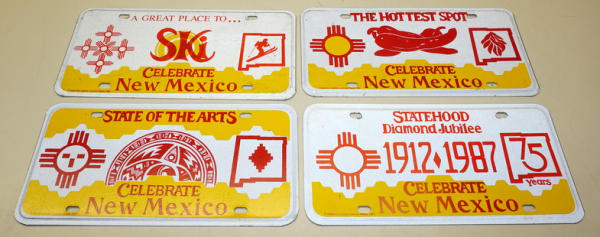 A GREAT PLACE TO...
Ski
CELEBRATE
New Mexico
THE HOTTEST SPOT
CELEBRATE
New Mexico
STATE OF THE ARTS
CELEBRATE
New Mexico
STATEHOOD
Diamond Jubilee
1912 1987
75
years
CELEBRATE
New Mexico